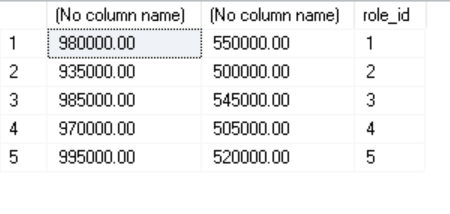 (No column name) (No column name) role_id
1 980000.00 550000.00 1
2 935000.00 500000.00 2
3 985000.00 545000.00 3
4 970000.00 505000.00 4
5 995000.00 520000.00 5